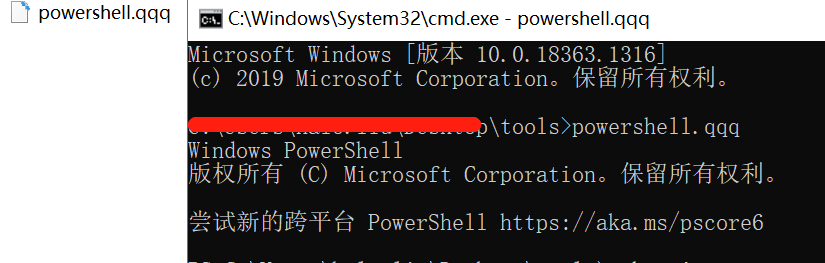 powershell.qqq
C:\Windows\System32\cmd.exe - powershell.qqq
Microsoft Windows [版本 10.0.18363.1316]
(c) 2019 Microsoft Corporation。保留所有权利。
\tools>powershell.qqq
Windows PowerShell
版权所有 (C) Microsoft Corporation。保留所有权利。
尝试新的跨平台 PowerShell https://aka.ms/pscore6